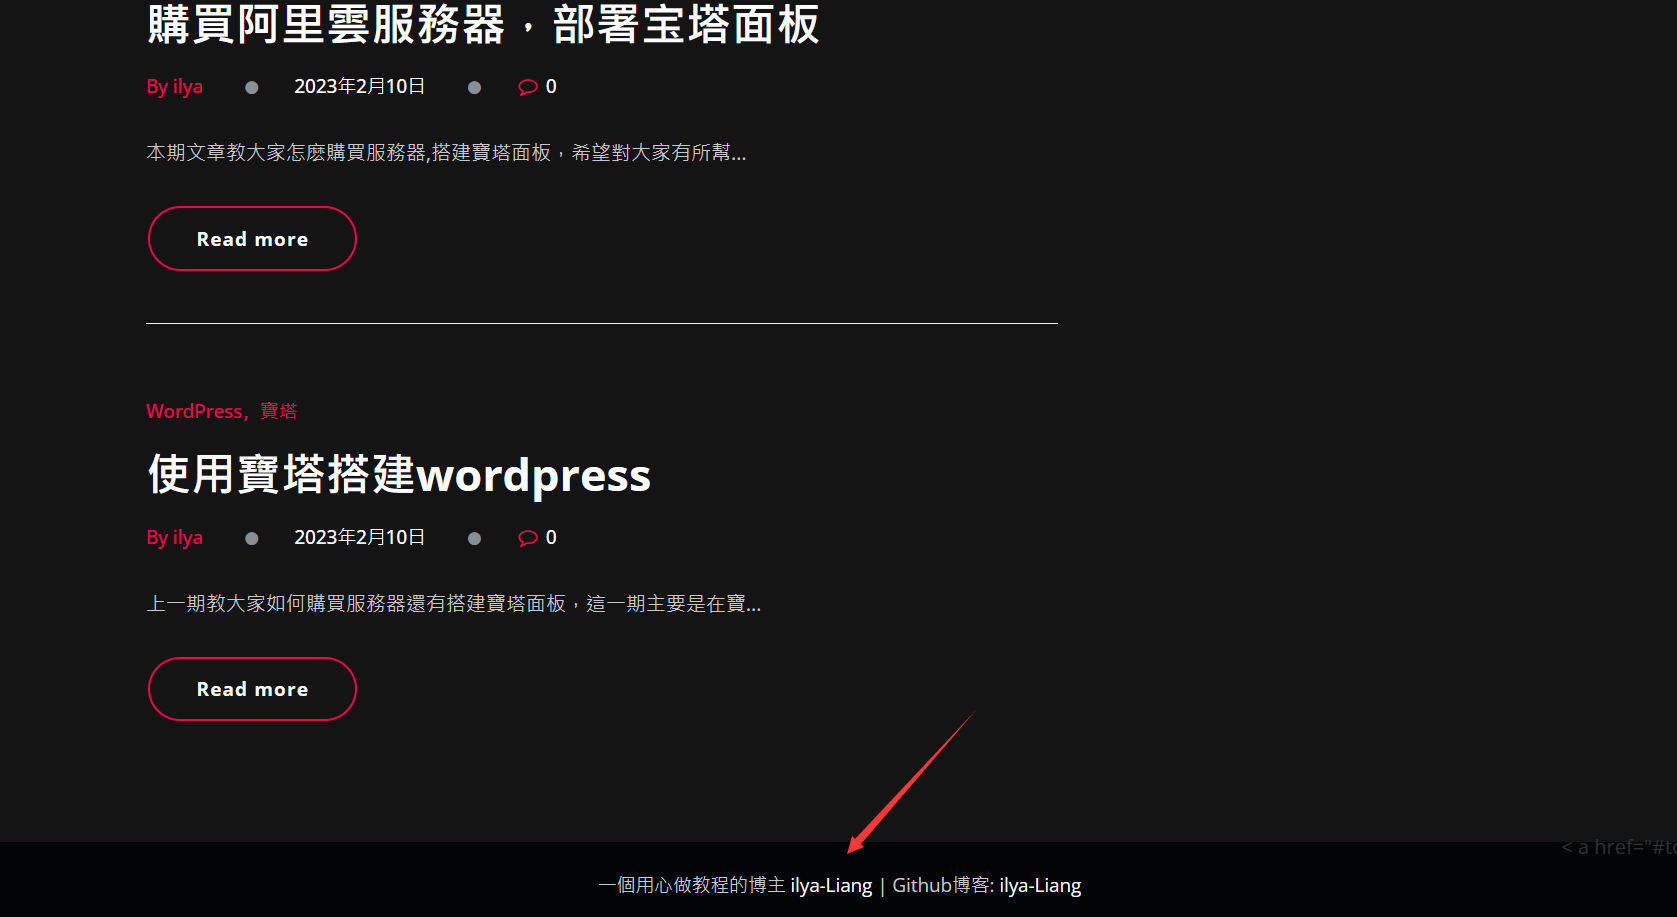 購買阿里雲服務器，部署宝塔面板
By ilya ● 2023年2月10日 ● 0
本期文章教大家怎麽購買服務器,搭建寶塔面板，希望對大家有所幫...
Read more
WordPress, 寶塔
使用寶塔搭建wordpress
By ilya ● 2023年2月10日 ● 0
上一期教大家如何購買服務器還有搭建寶塔面板，這一期主要是在寶...
Read more
< a href="#to
一個用心做教程的博主 ilya-Liang | Github博客: ilya-Liang